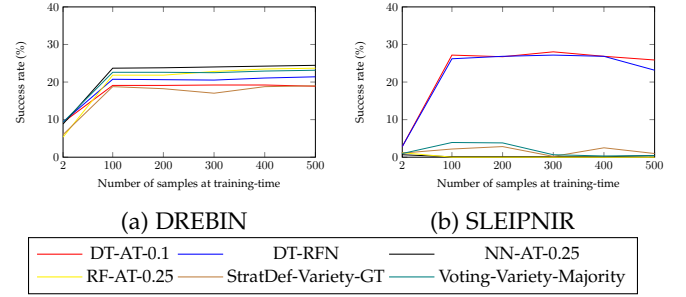 40
30
20
10
0
Success rate (%)
2 100 200 300 400 500
Number of samples at training-time
(a) DREBIN
40
30
20
10
0
Success rate (%)
2 100 200 300 400 500
Number of samples at training-time
(b) SLEIPNIR
DT-AT-0.1 DT-RFN NN-AT-0.25
RF-AT-0.25 StratDef-Variety-GT Voting-Variety-Majority